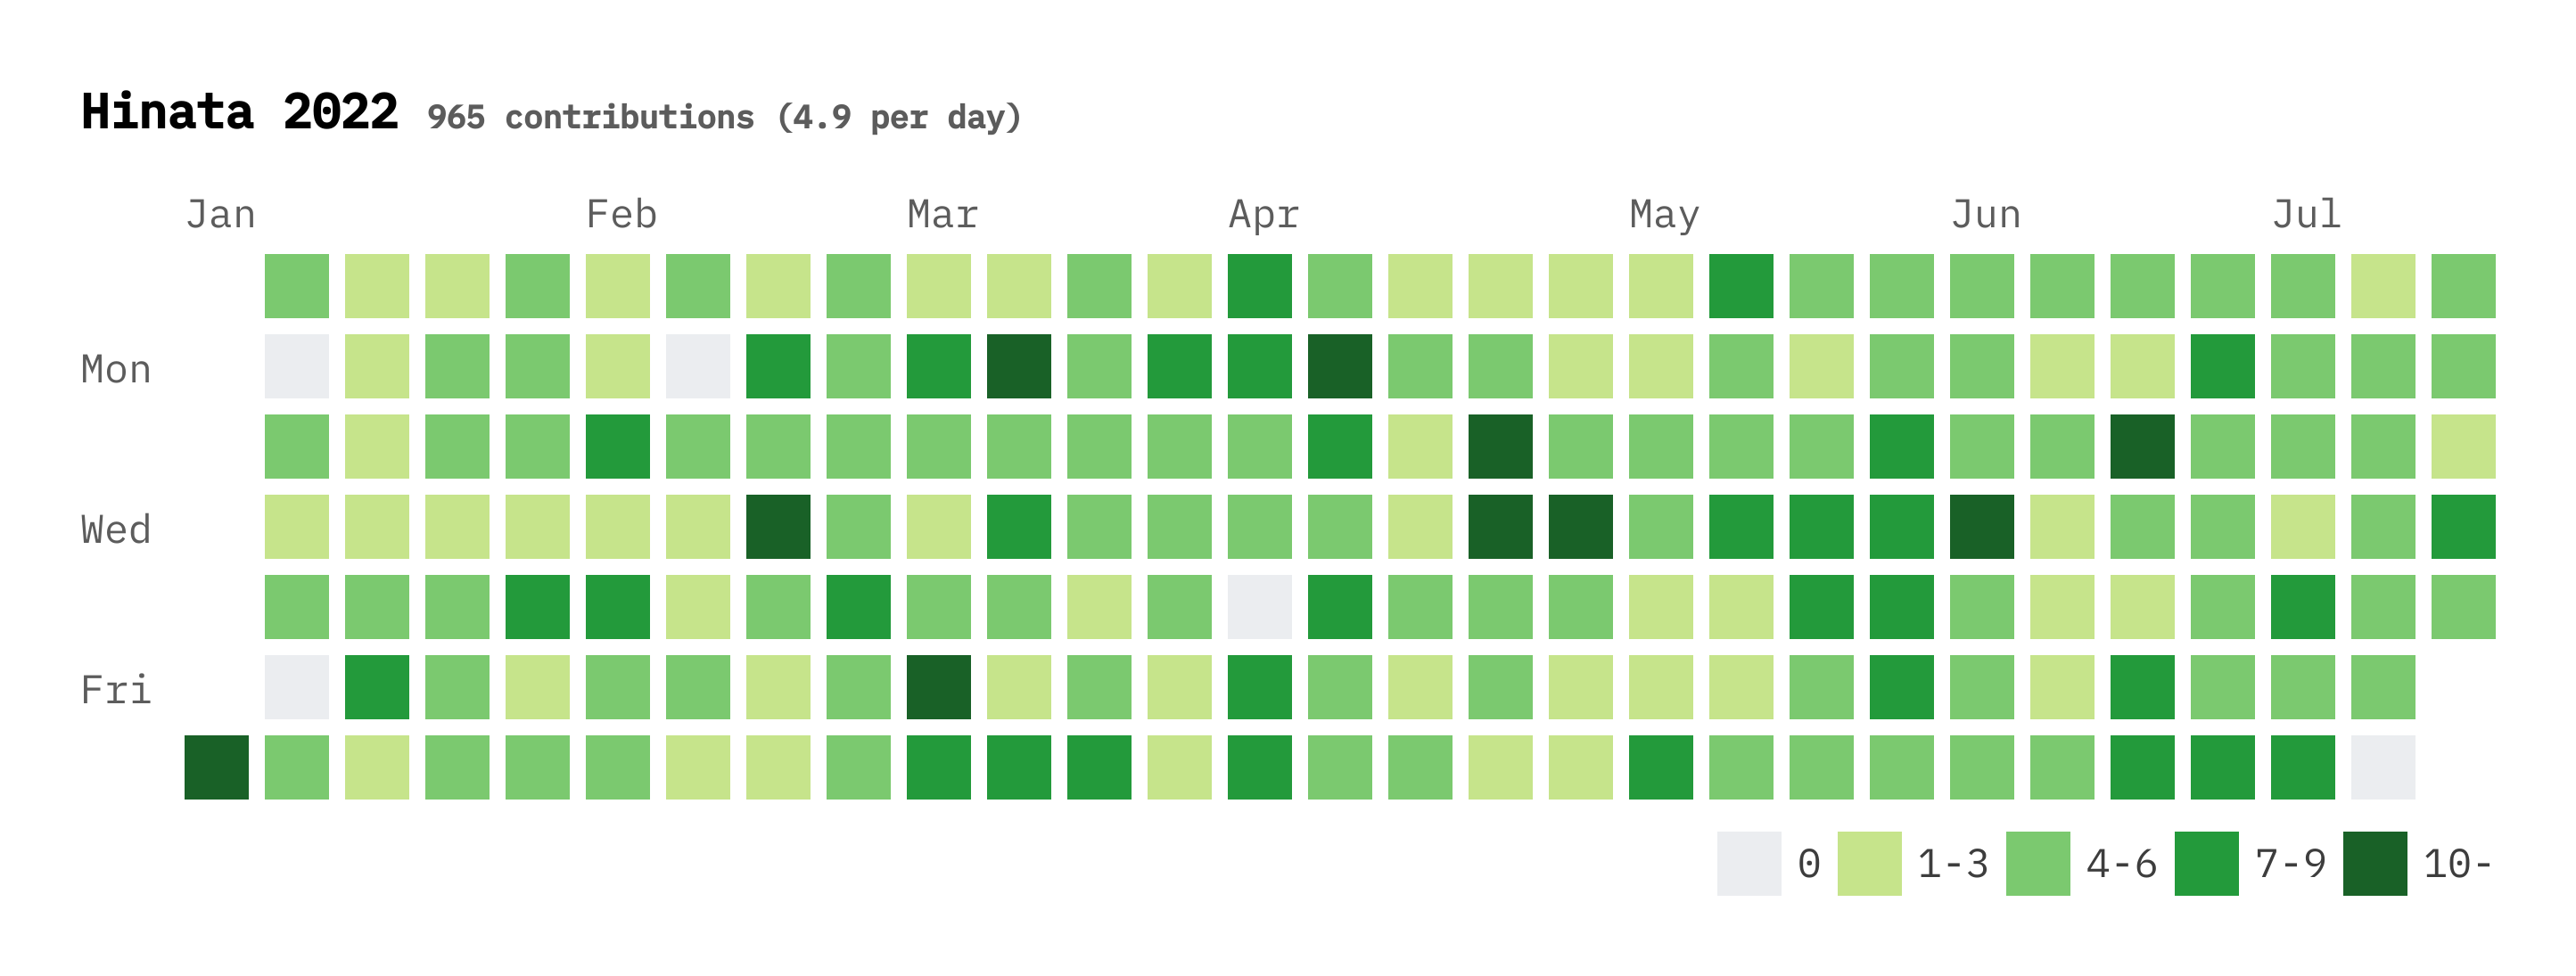 Hinata 2022 965 contributions (4.9 per day)
Jan Feb Mar Apr May Jun Jul
Mon
Wed
Fri
0 1-3 4-6 7-9 10-